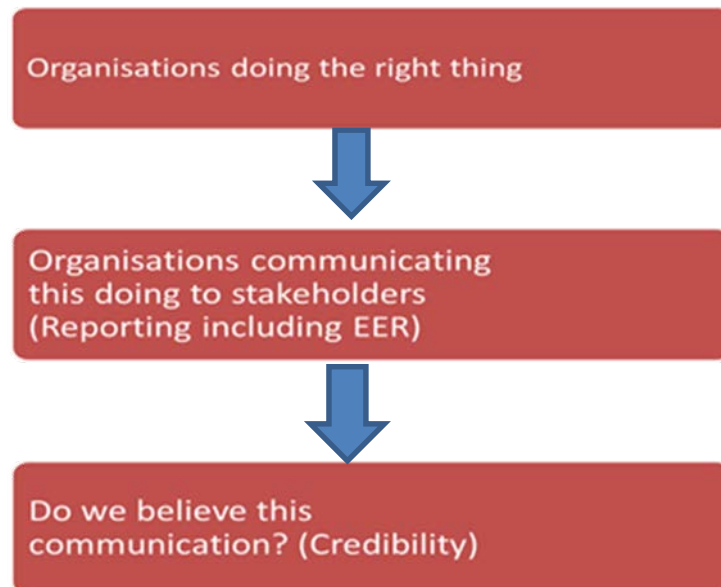 Organisations doing the right thing
Organisations communicating
this doing to stakeholders
(Reporting including EER)
Do we believe this
communication? (Credibility)